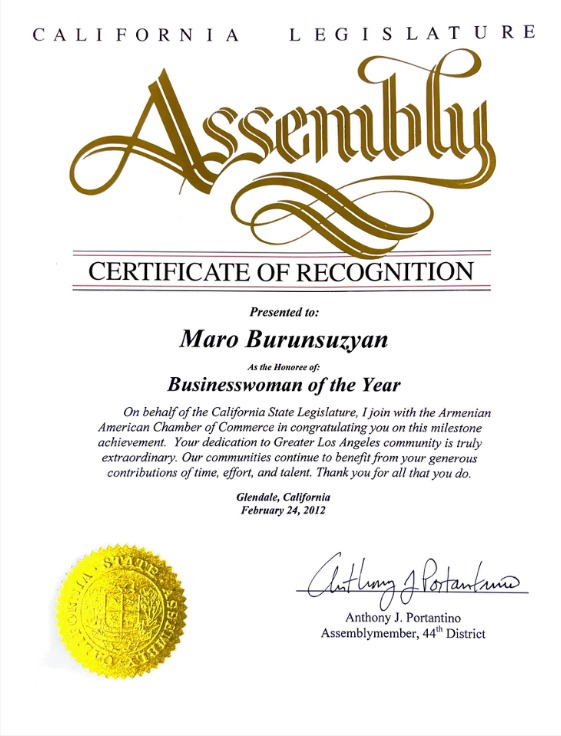 CALIFORNIA LEGISLATURE
Assembly
CERTIFICATE OF RECOGNITION
Presented to:
Maro Burunsuzyan
As the Honoree of:
Businesswoman of the Year
On behalf of the California State Legislature, I join with the Armenian
American Chamber of Commerce in congratulating you on this milestone
achievement. Your dedication to Greater Los Angeles community is truly
extraordinary. Our communities continue to benefit from your generous
contributions of time, effort, and talent. Thank you for all that you do.
Glendale, California
February 24, 2012
Anthony J Portantino
Anthony J. Portantino
Assemblymember, 44th District
CALIFORNIA STATE ASSEMBLY